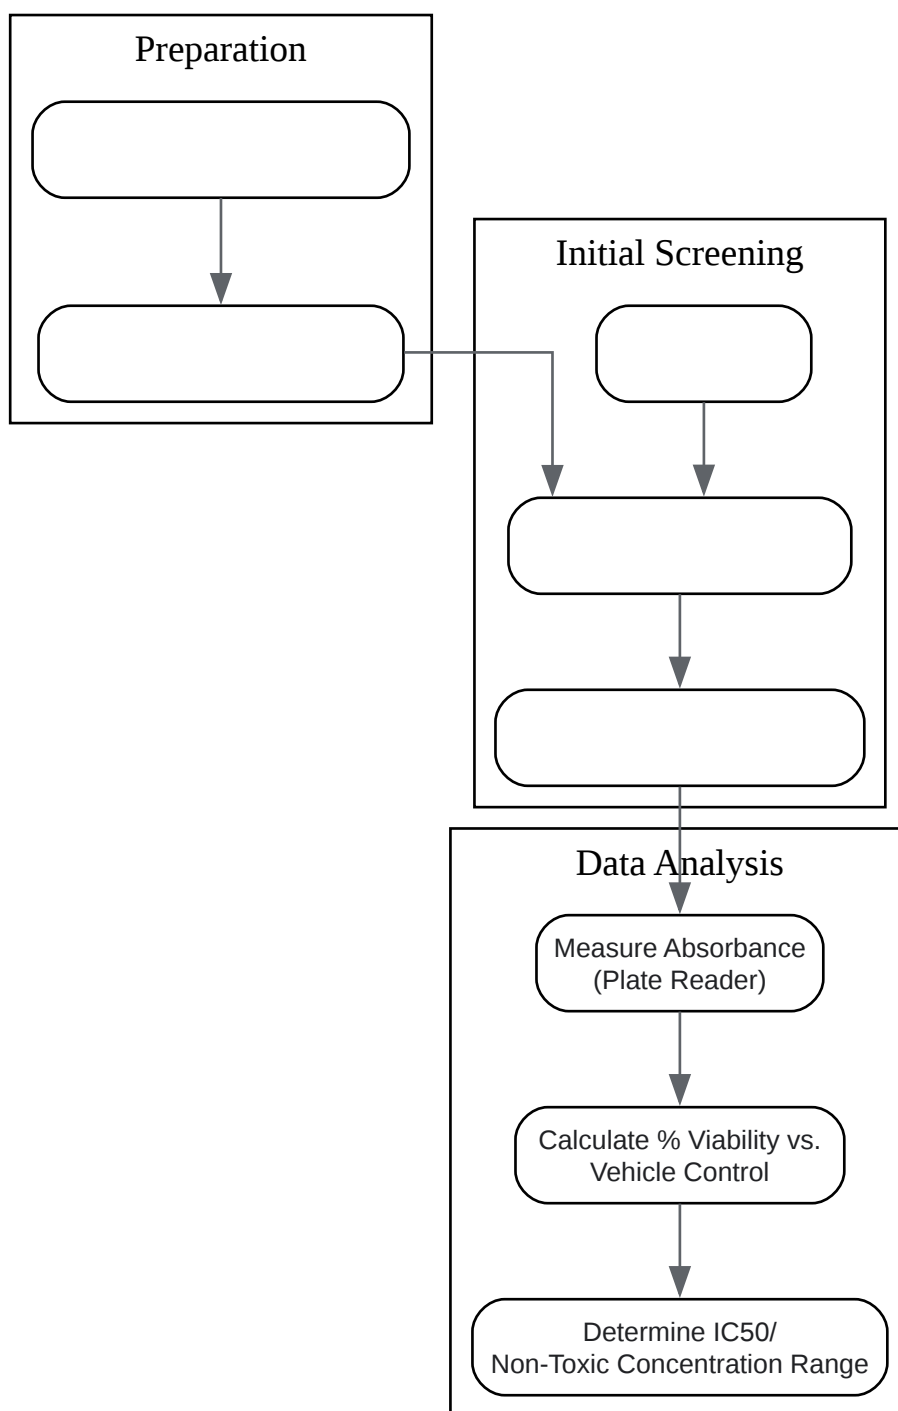 Preparation
Initial Screening
Data Analysis
Measure Absorbance
(Plate Reader)
Calculate % Viability vs.
Vehicle Control
Determine IC50/
Non-Toxic Concentration Range